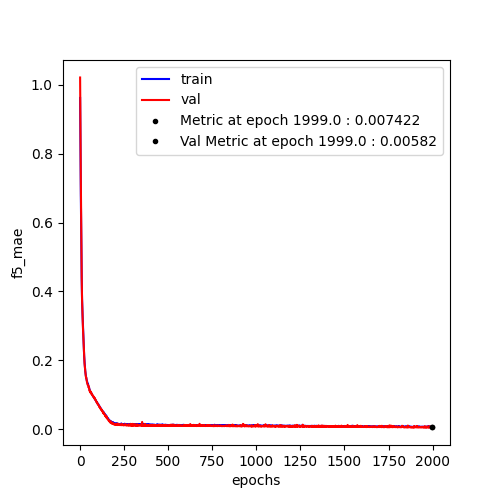 train
val
Metric at epoch 1999.0 : 0.007422
Val Metric at epoch 1999.0 : 0.00582
1.0
0.8
0.6
0.4
0.2
0.0
f5_mae
0 250 500 750 1000 1250 1500 1750 2000
epochs